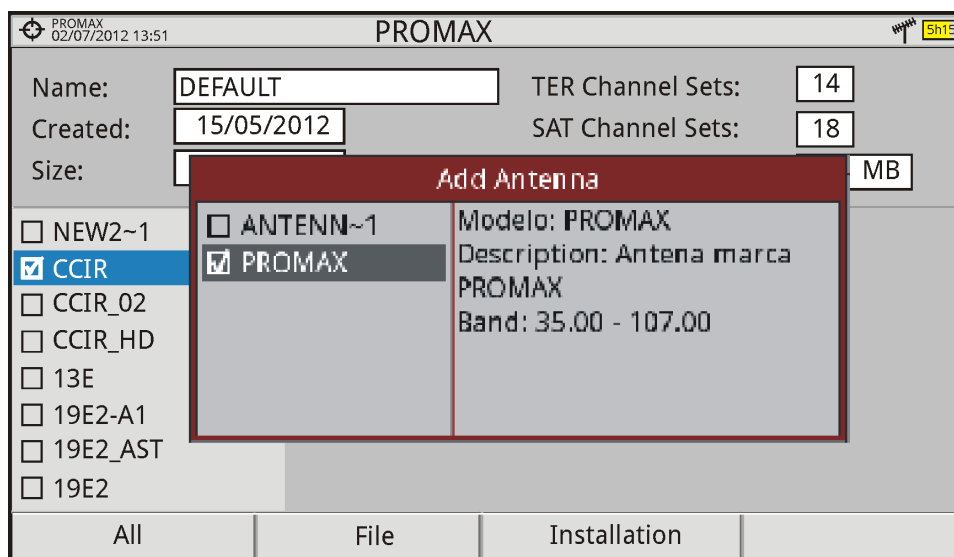 PROMAX
02/07/2012 13:51
PROMAX
5h15
Name:
DEFAULT
TER Channel Sets:
14
Created:
15/05/2012
SAT Channel Sets:
18
Size:
MB
Add Antenna
ANTENN~1
PROMAX
Modelo: PROMAX
Description: Antena marca
PROMAX
Band: 35.00 - 107.00
NEW2~1
CCIR
CCIR_02
CCIR_HD
13E
19E2-A1
19E2_AST
19E2
All
File
Installation